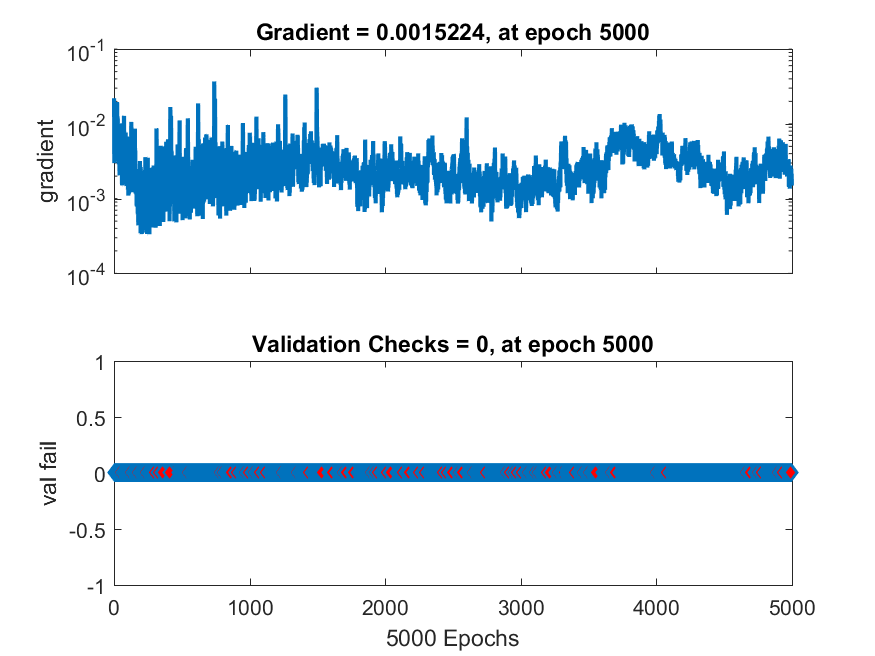 Gradient = 0.0015224, at epoch 5000
10^-1
10^-2
10^-3
10^-4
gradient
Validation Checks = 0, at epoch 5000
1
0.5
0
-0.5
-1
val fail
0 1000 2000 3000 4000 5000
5000 Epochs